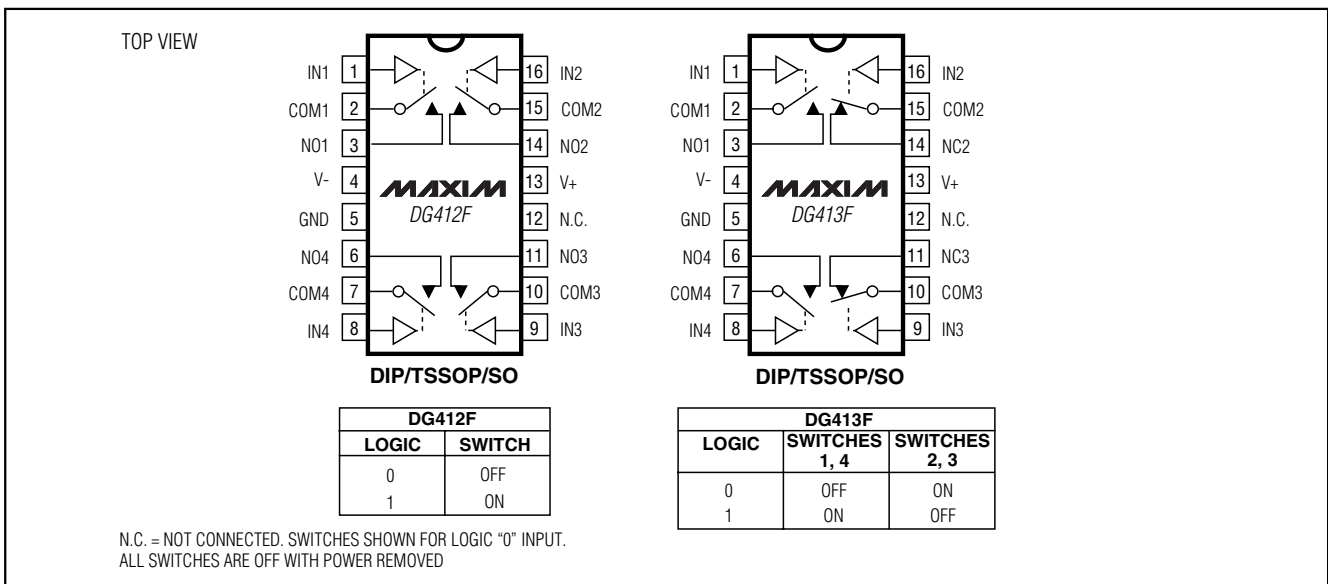 TOP VIEW
IN1 1 16 IN2
COM1 2 15 COM2
NO1 3 14 NO2
V- 4 13 V+
MAXIM
DG412F
GND 5 12 N.C.
NO4 6 11 NO3
COM4 7 10 COM3
IN4 8 9 IN3
DIP/TSSOP/SO
IN1 1 16 IN2
COM1 2 15 COM2
NO1 3 14 NC2
V- 4 13 V+
MAXIM
DG413F
GND 5 12 N.C.
NO4 6 11 NC3
COM4 7 10 COM3
IN4 8 9 IN3
DIP/TSSOP/SO
DG412F
LOGIC SWITCH
0 OFF
1 ON
DG413F
LOGIC SWITCHES 1, 4 SWITCHES 2, 3
0 OFF ON
1 ON OFF
N.C. = NOT CONNECTED. SWITCHES SHOWN FOR LOGIC “0” INPUT.
ALL SWITCHES ARE OFF WITH POWER REMOVED